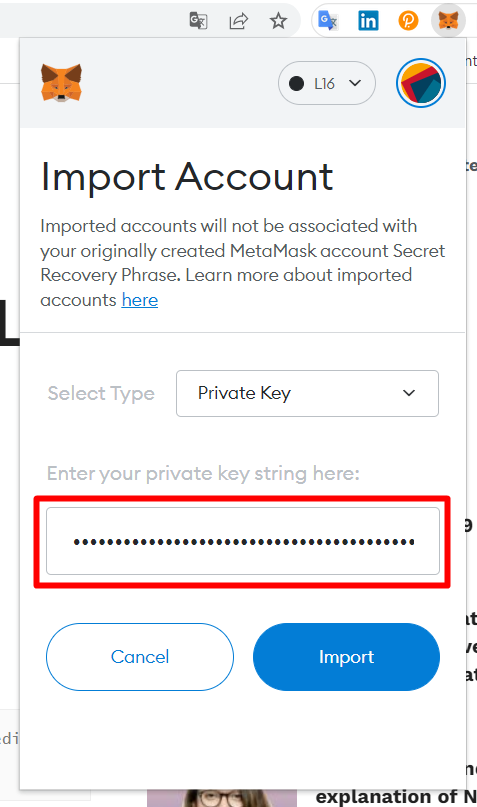 L16
Import Account
Imported accounts will not be associated with
your originally created MetaMask account Secret
Recovery Phrase. Learn more about imported
accounts here
Select Type
Private Key
Enter your private key string here:
Cancel
Import
explanation of N